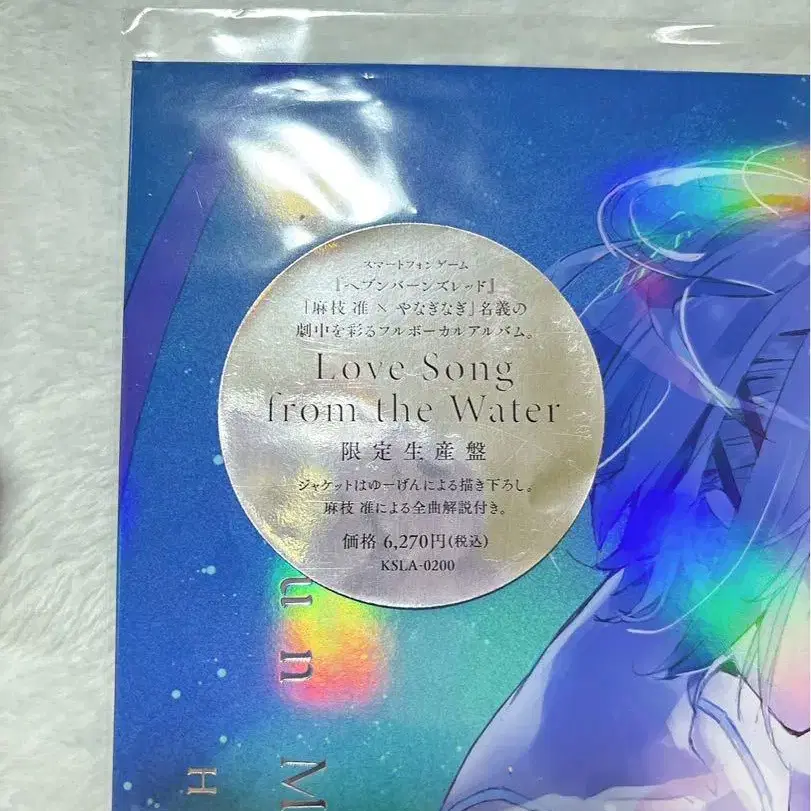 スマートフォンゲーム
『ヘブンバーンズレッド』
「麻枝 准 × やなぎなぎ」名義の
劇中を彩るフルボーカルアルバム。
Love Song
from the Water
限定生産盤
ジャケットはゆーげんによる描き下ろし。
麻枝 准による全曲解説付き。
価格 6,270円(税込)
KSLA-0200
un M
H